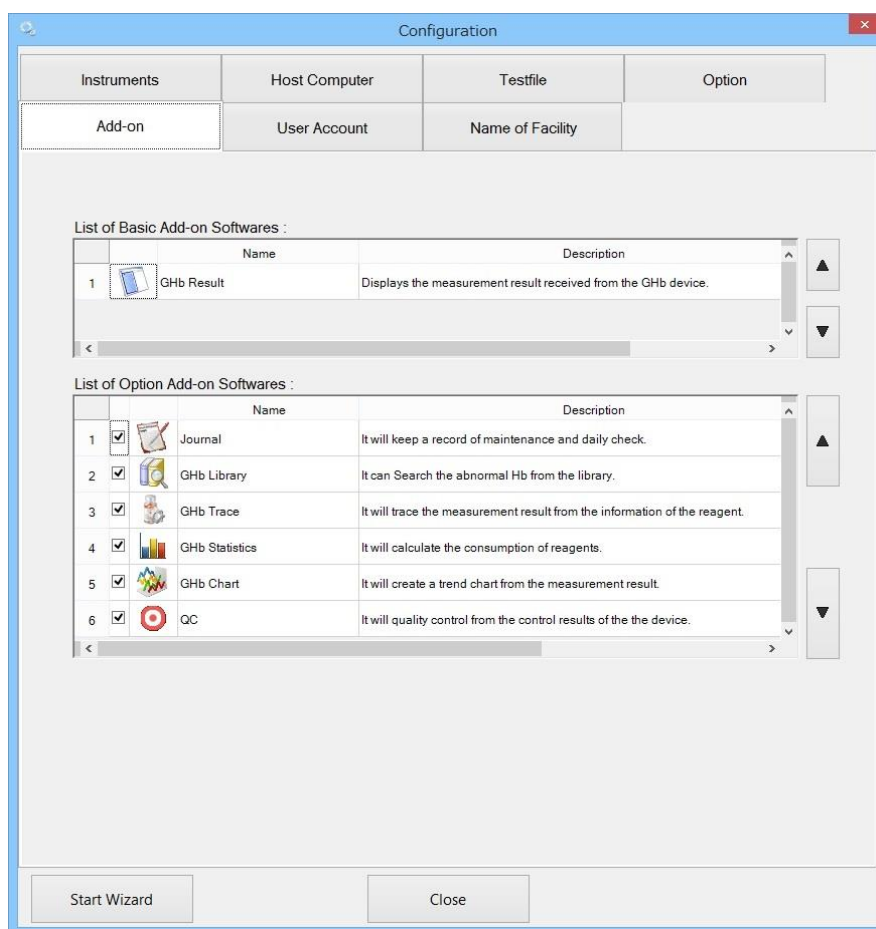 Configuration
Instruments Host Computer Testfile Option
Add-on User Account Name of Facility
List of Basic Add-on Softwares :
Name Description
1 GHb Result Displays the measurement result received from the GHb device.
List of Option Add-on Softwares :
Name Description
1 Journal It will keep a record of maintenance and daily check.
2 GHb Library It can Search the abnormal Hb from the library.
3 GHb Trace It will trace the measurement result from the information of the reagent.
4 GHb Statistics It will calculate the consumption of reagents.
5 GHb Chart It will create a trend chart from the measurement result.
6 QC It will quality control from the control results of the the device.
Start Wizard Close